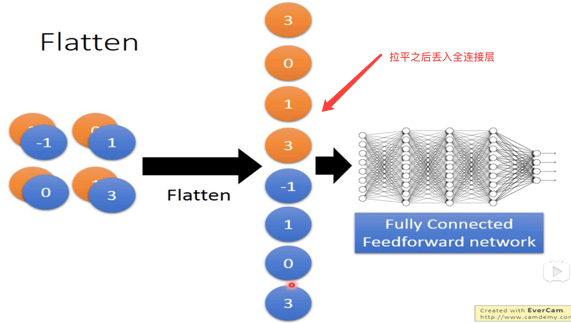 Flatten
3
0
1
3
-1
1
0
3
拉平之后丢入全连接层
-1
1
0
3
Flatten
Fully Connected
Feedforward network
Created with EverCam.
http://www.camdemy.com